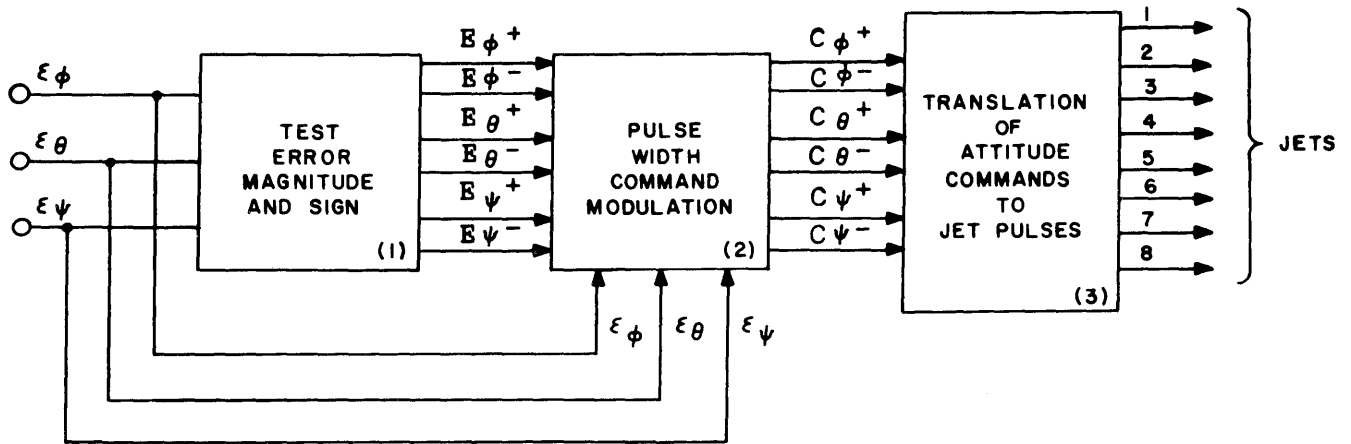 εφ
εθ
εψ
TEST
ERROR
MAGNITUDE
AND SIGN
(1)
Eφ+
Eφ-
Eθ+
Eθ-
Eψ+
Eψ-
PULSE
WIDTH
COMMAND
MODULATION
(2)
εφ
εθ
εψ
Cφ+
Cφ-
Cθ+
Cθ-
Cψ+
Cψ-
TRANSLATION
OF
ATTITUDE
COMMANDS
TO
JET PULSES
(3)
1
2
3
4
5
6
7
8
JETS